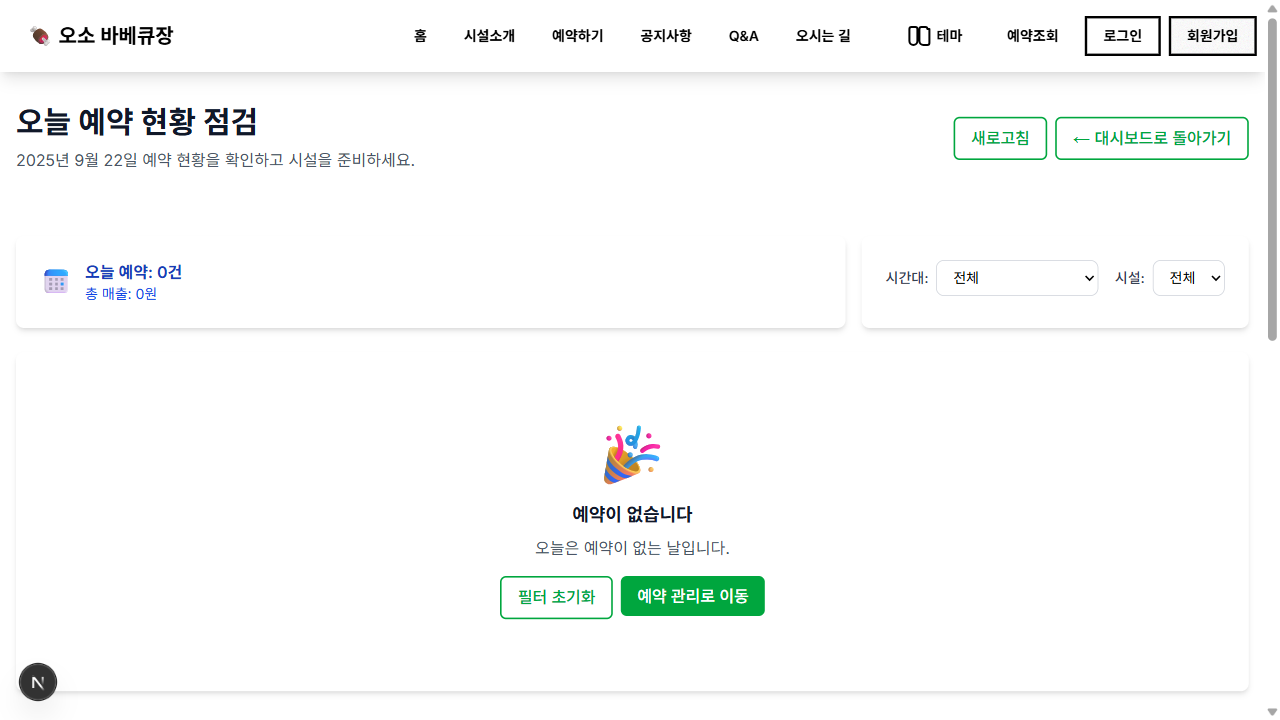 오소 바베큐장
홈 시설소개 예약하기 공지사항 Q&A 오시는 길 테마 예약조회 로그인 회원가입
오늘 예약 현황 점검
2025년 9월 22일 예약 현황을 확인하고 시설을 준비하세요.
새로고침 ← 대시보드로 돌아가기
오늘 예약: 0건
총 매출: 0원
시간대: 전체 시설: 전체
예약이 없습니다
오늘은 예약이 없는 날입니다.
필터 초기화 예약 관리로 이동
N